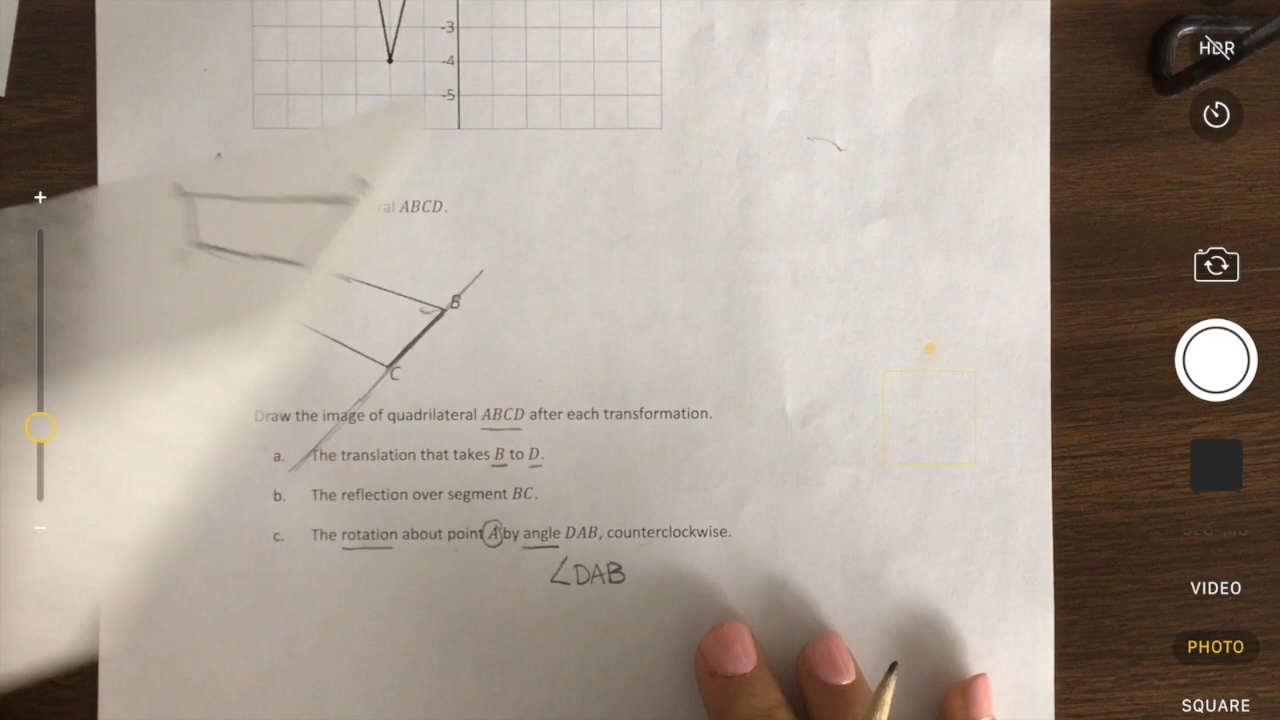 HDR
-3
-4
-5
ral ABCD.
B
C
Draw the image of quadrilateral ABCD after each transformation.
a. The translation that takes B to D.
b. The reflection over segment BC.
c. The rotation about point A by angle DAB, counterclockwise.
∠DAB
VIDEO
PHOTO
SQUARE